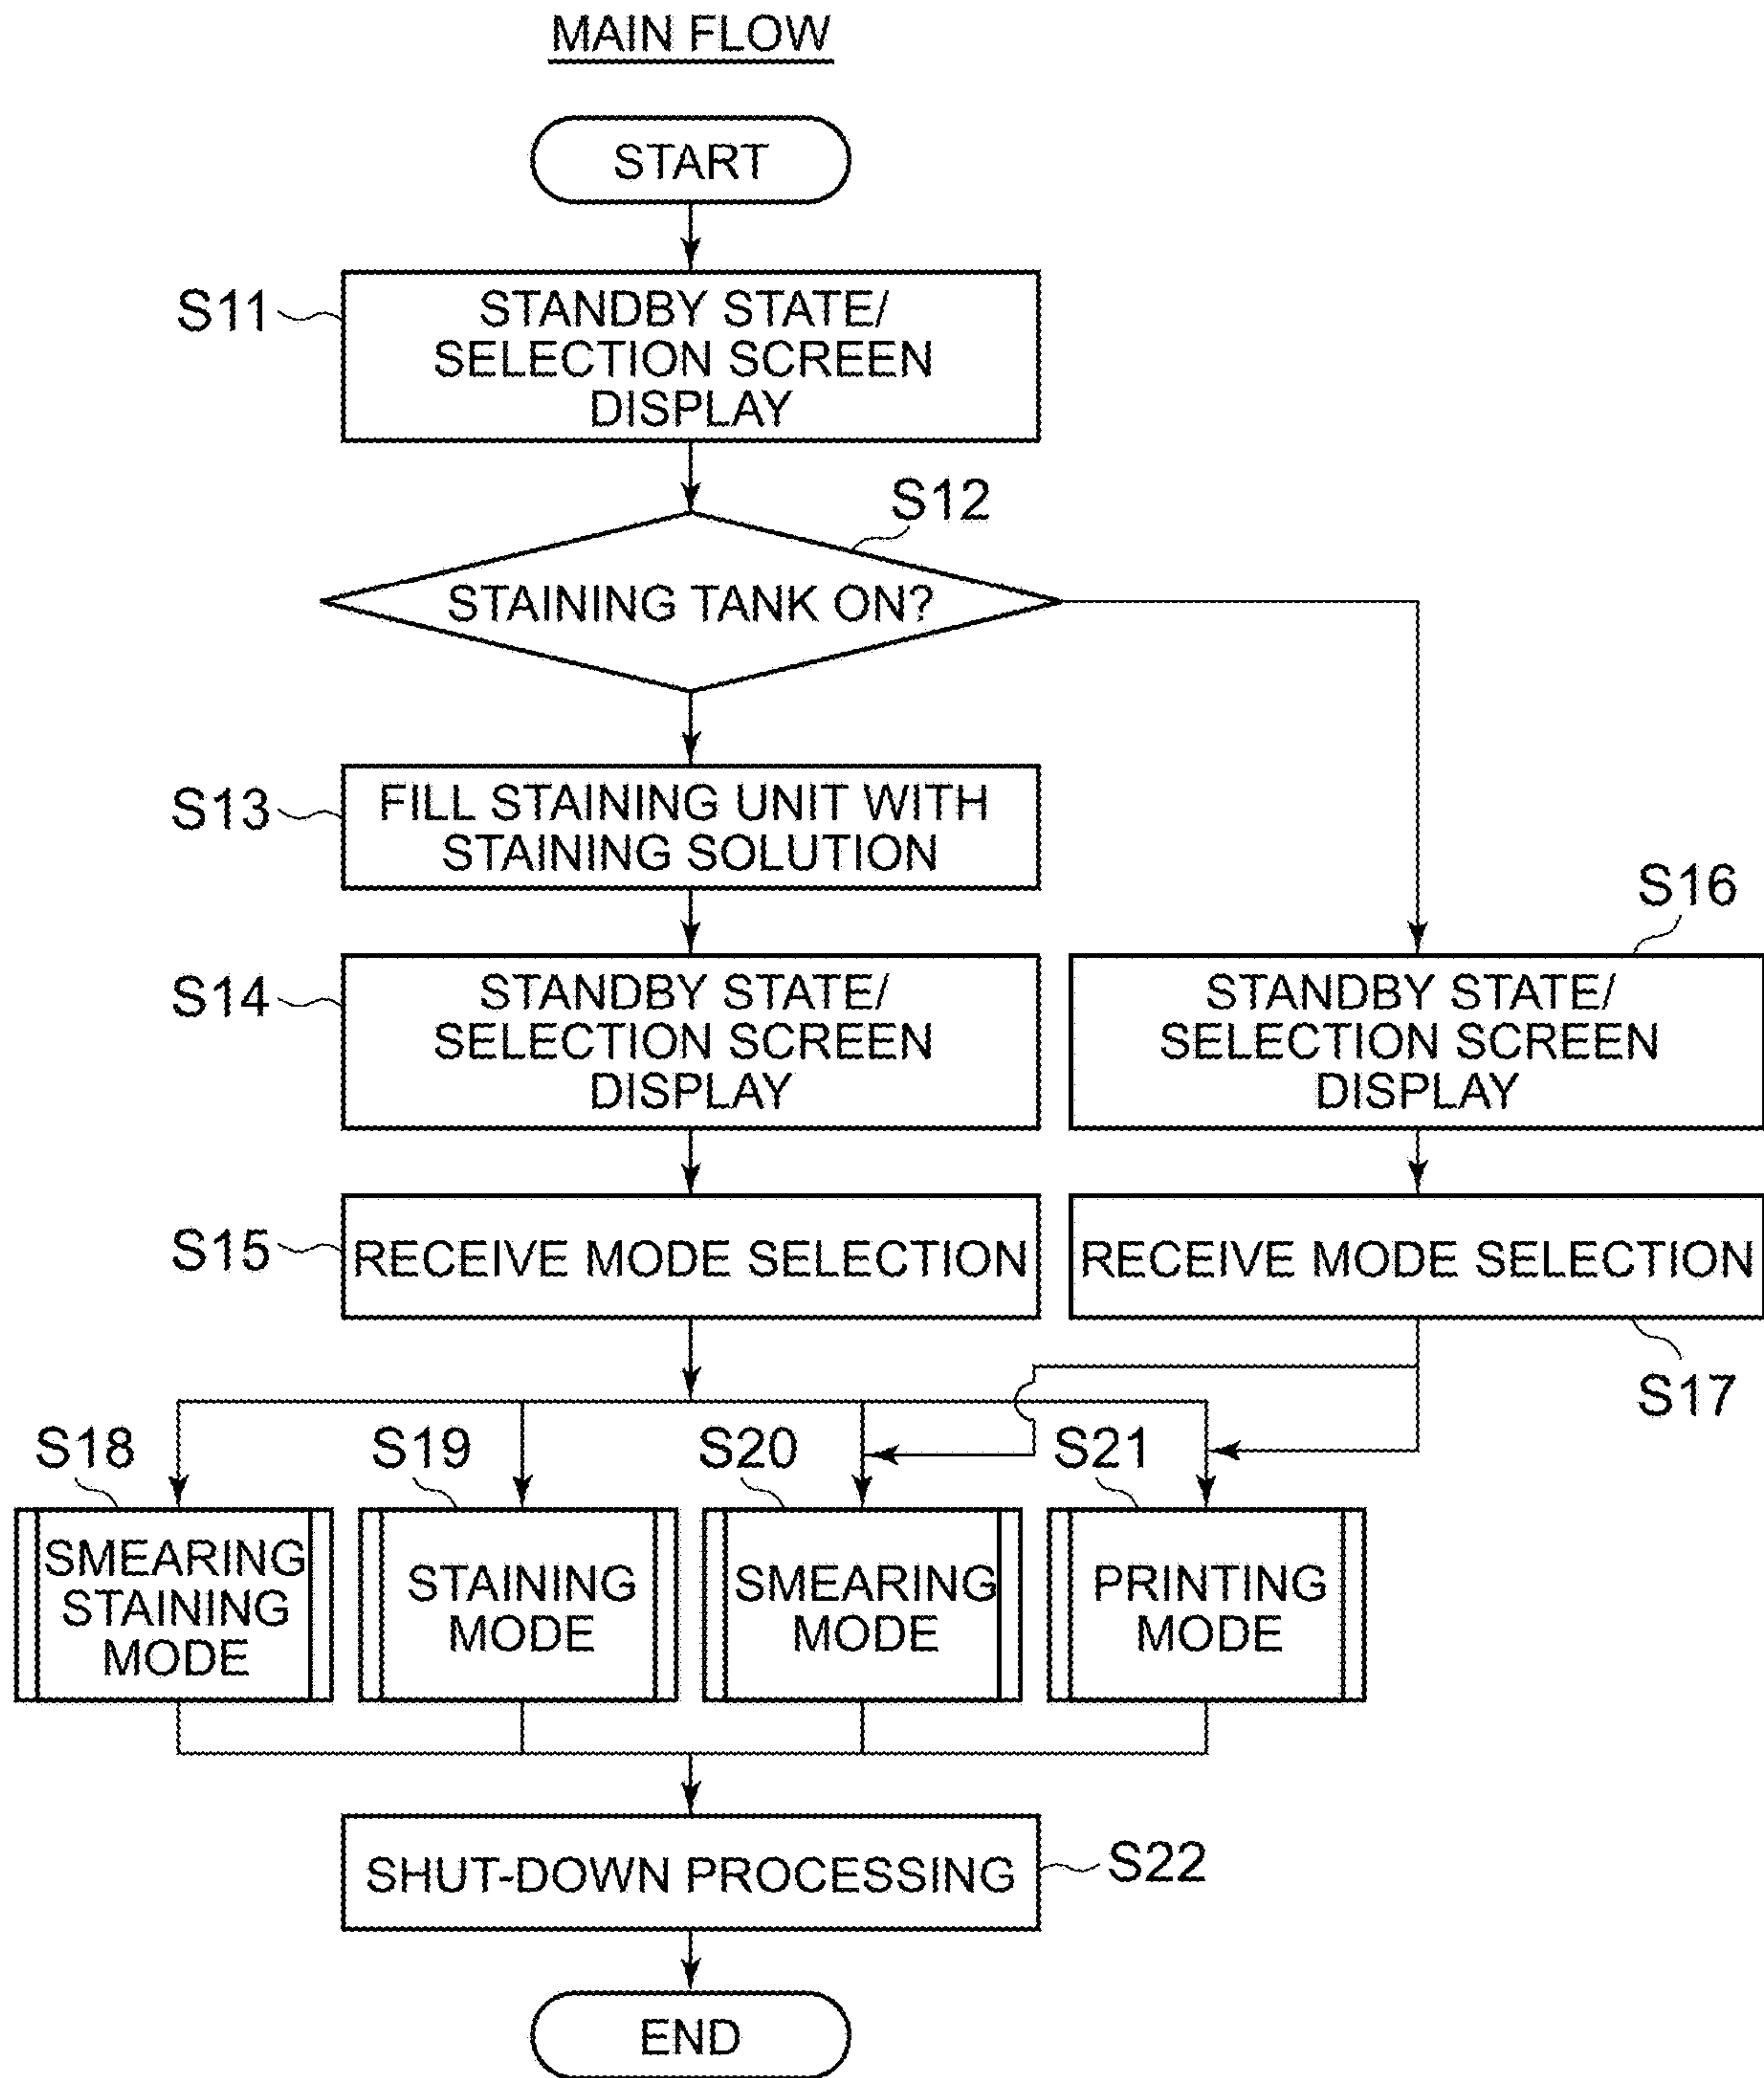 MAIN FLOW
START
S11
STANDBY STATE/
SELECTION SCREEN
DISPLAY
S12
STAINING TANK ON?
S13
FILL STAINING UNIT WITH
STAINING SOLUTION
S16
S14
STANDBY STATE/
SELECTION SCREEN
DISPLAY
STANDBY STATE/
SELECTION SCREEN
DISPLAY
S15
RECEIVE MODE SELECTION
RECEIVE MODE SELECTION
S17
S18
S19
S20
S21
SMEARING
STAINING
MODE
STAINING
MODE
SMEARING
MODE
PRINTING
MODE
SHUT-DOWN PROCESSING
S22
END